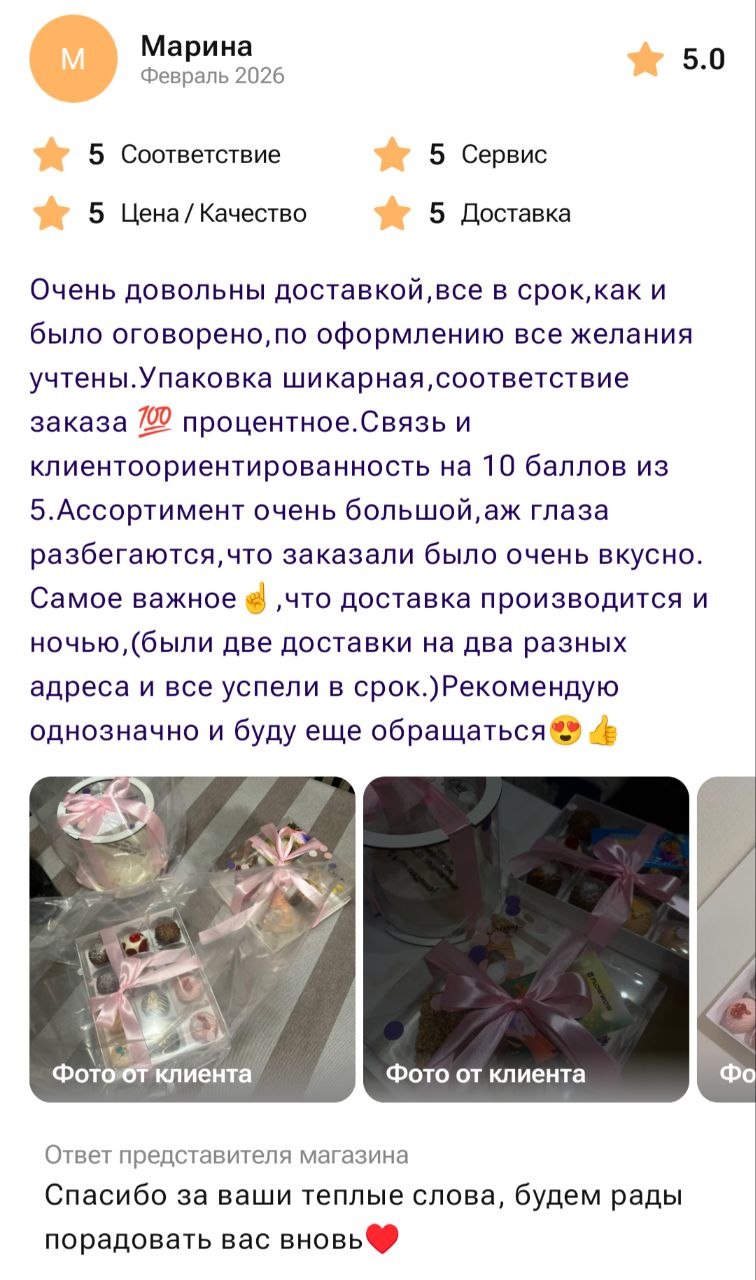 М
Марина
Февраль 2026
5.0
5 Соответствие
5 Сервис
5 Цена / Качество
5 Доставка
Очень довольны доставкой,все в срок,как и
было оговорено,по оформлению все желания
учтены.Упаковка шикарная,соответствие
заказа 💯 процентное.Связь и
клиентоориентированность на 10 баллов из
5.Ассортимент очень большой,аж глаза
разбегаются,что заказали было очень вкусно.
Самое важное☝️,что доставка производится и
ночью,(были две доставки на два разных
адреса и все успели в срок.)Рекомендую
однозначно и буду еще обращаться😍👍
Фото от клиента
Фото от клиента
Фо
Ответ представителя магазина
Спасибо за ваши теплые слова, будем рады
порадовать вас вновь❤️